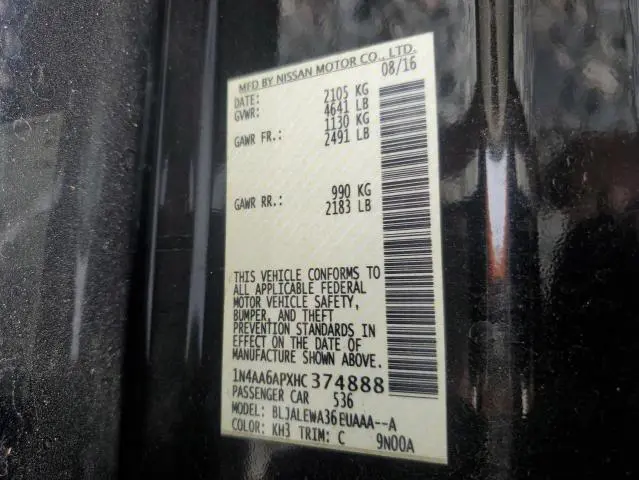 MFD BY NISSAN MOTOR CO., LTD.
DATE: 08/16
GVWR: 2105 KG
4641 LB
GAWR FR.: 1130 KG
2491 LB
GAWR RR.: 990 KG
2183 LB
THIS VEHICLE CONFORMS TO
ALL APPLICABLE FEDERAL
MOTOR VEHICLE SAFETY,
BUMPER, AND THEFT
PREVENTION STANDARDS IN
EFFECT ON THE DATE OF
MANUFACTURE SHOWN ABOVE.
1N4AA6APXHC374888
PASSENGER CAR 536
MODEL: BLJALEWA36EUAAA--A
COLOR: KH3 TRIM: C 9N00A